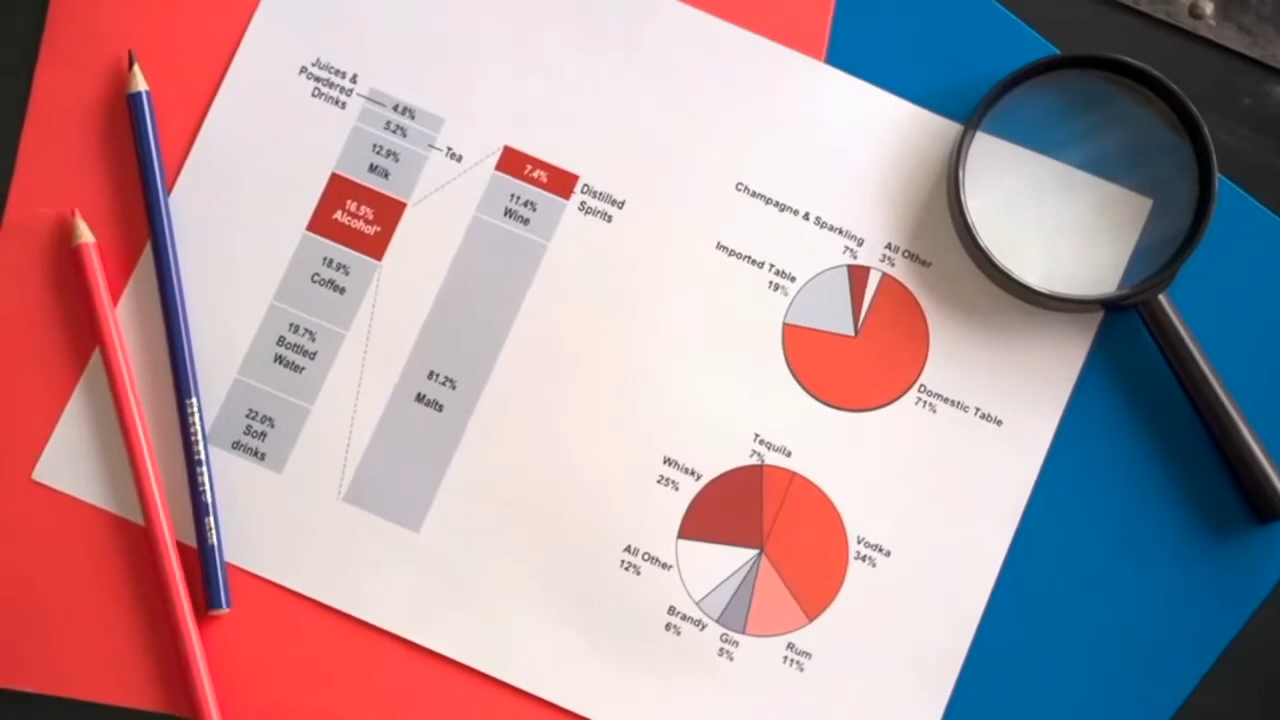 Juices &
Powdered
Drinks
4.8%
5.2%
Tea
12.9%
Milk
16.5%
Alcohol*
18.9%
Coffee
19.7%
Bottled
Water
22.0%
Soft
drinks
7.4%
Distilled
Spirits
11.4%
Wine
81.2%
Malts
Champagne & Sparkling
7%
All Other
3%
Imported Table
19%
Domestic Table
71%
Tequila
7%
Whisky
25%
Vodka
34%
All Other
12%
Brandy
6%
Gin
5%
Rum
11%